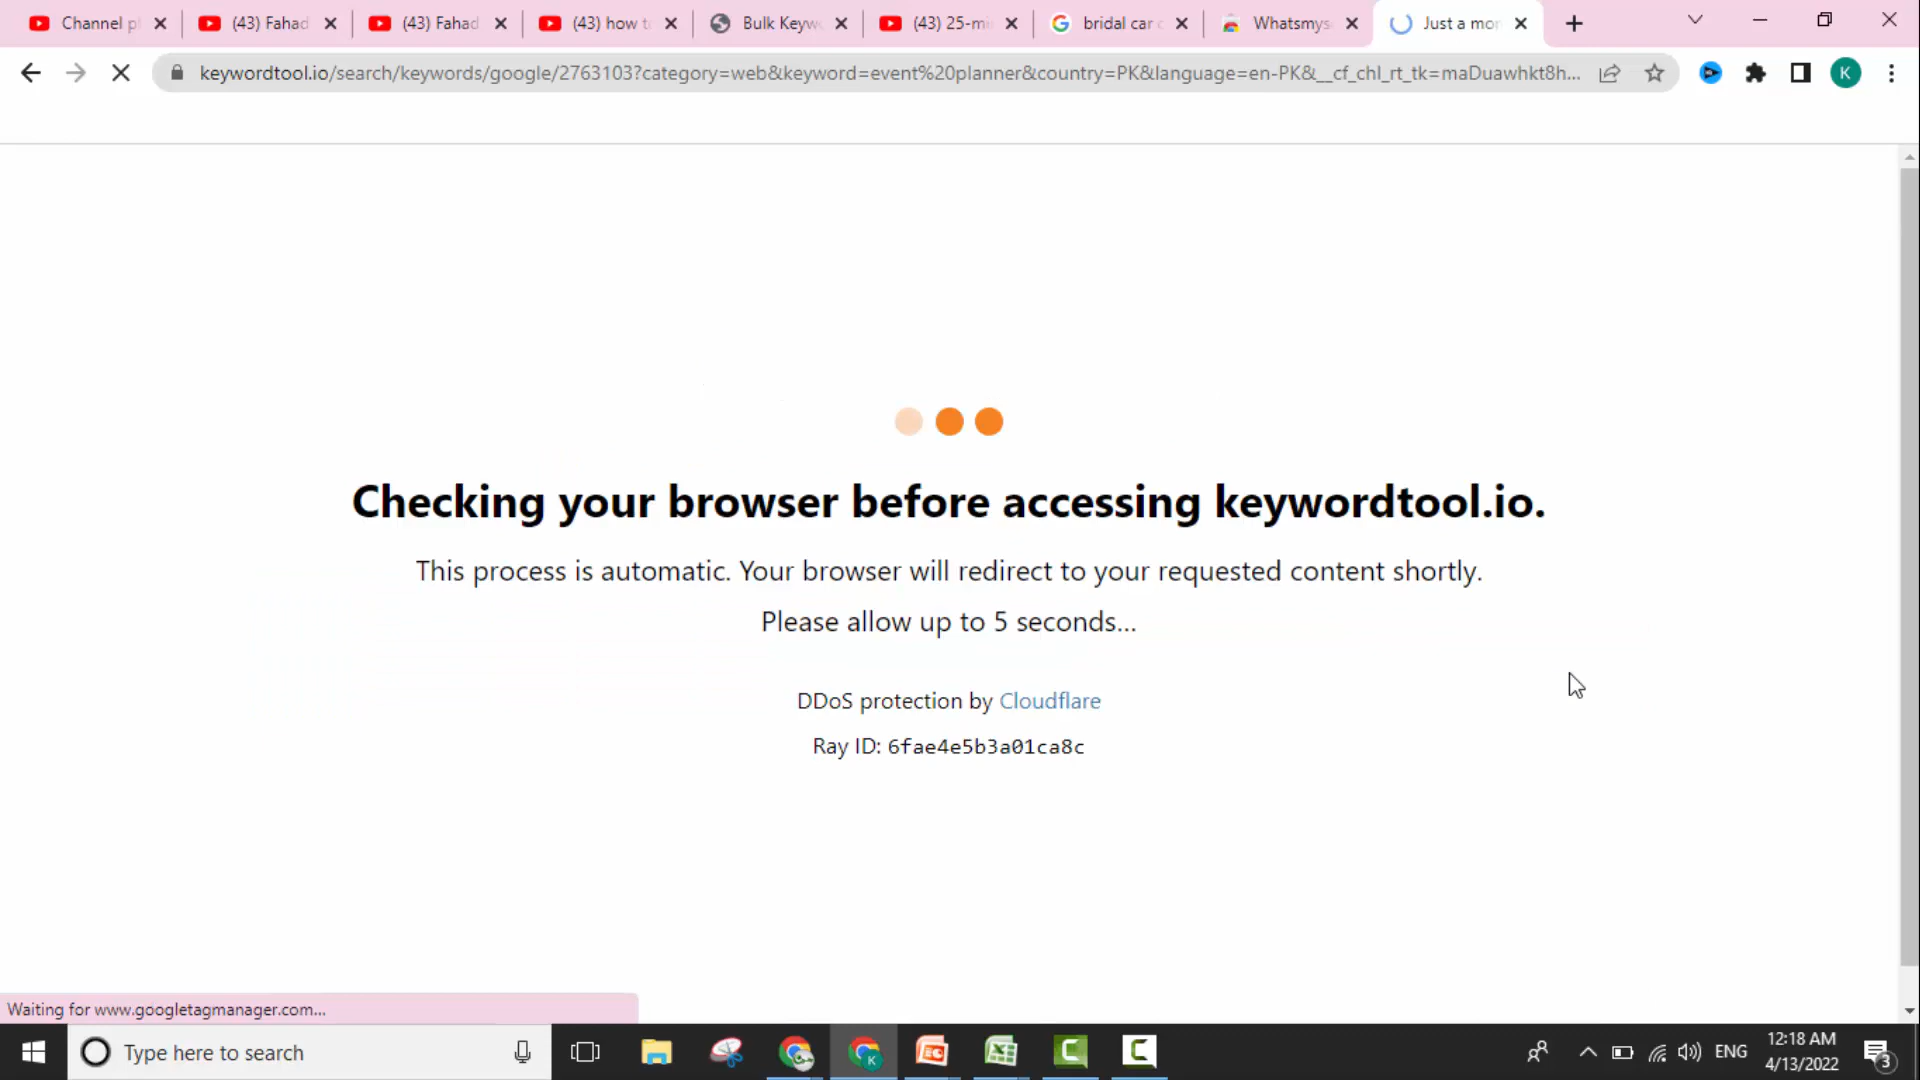 Channel p
(43) Fahad
(43) Fahad
(43) how t
Bulk Keyw
(43) 25-mi
bridal car
Whatsmys
Just a mor
keywordtool.io/search/keywords/google/2763103?category=web&keyword=event%20planner&country=PK&language=en-PK&__cf_chl_rt_tk=maDuawhkt8h...
K
Checking your browser before accessing keywordtool.io.
This process is automatic. Your browser will redirect to your requested content shortly.
Please allow up to 5 seconds...
DDoS protection by Cloudflare
Ray ID: 6fae4e5b3a01ca8c
Waiting for www.googletagmanager.com...
Type here to search
ENG
12:18 AM
4/13/2022
3